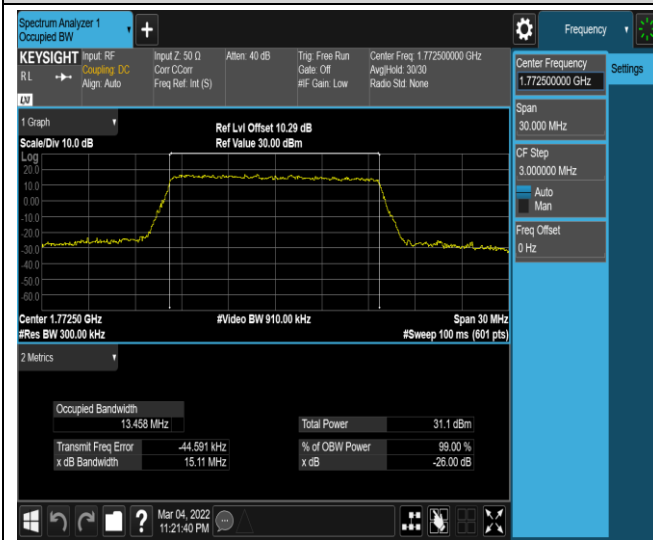 Spectrum Analyzer 1
Occupied BW
Frequency
KEYSIGHT
RL
LXI
Input: RF
Coupling: DC
Align: Auto
Input Z: 50 Ω
Corr CCorr
Freq Ref: Int (S)
Atten: 40 dB
Trig: Free Run
Gate: Off
#IF Gain: Low
Center Freq: 1.772500000 GHz
Avg|Hold: 30/30
Radio Std: None
Center Frequency
1.772500000 GHz
Settings
Span
30.000 MHz
CF Step
3.000000 MHz
Auto
Man
Freq Offset
0 Hz
1 Graph
Scale/Div 10.0 dB
Ref Lvl Offset 10.29 dB
Ref Value 30.00 dBm
Log
20.0
10.0
0.00
-10.0
-20.0
-30.0
-40.0
-50.0
-60.0
Center 1.77250 GHz
#Video BW 910.00 kHz
Span 30 MHz
#Res BW 300.00 kHz
#Sweep 100 ms (601 pts)
2 Metrics
Occupied Bandwidth
13.458 MHz
Total Power 31.1 dBm
Transmit Freq Error -44.591 kHz
% of OBW Power 99.00 %
x dB Bandwidth 15.11 MHz
x dB -26.00 dB
?
Mar 04, 2022
11:21:40 PM